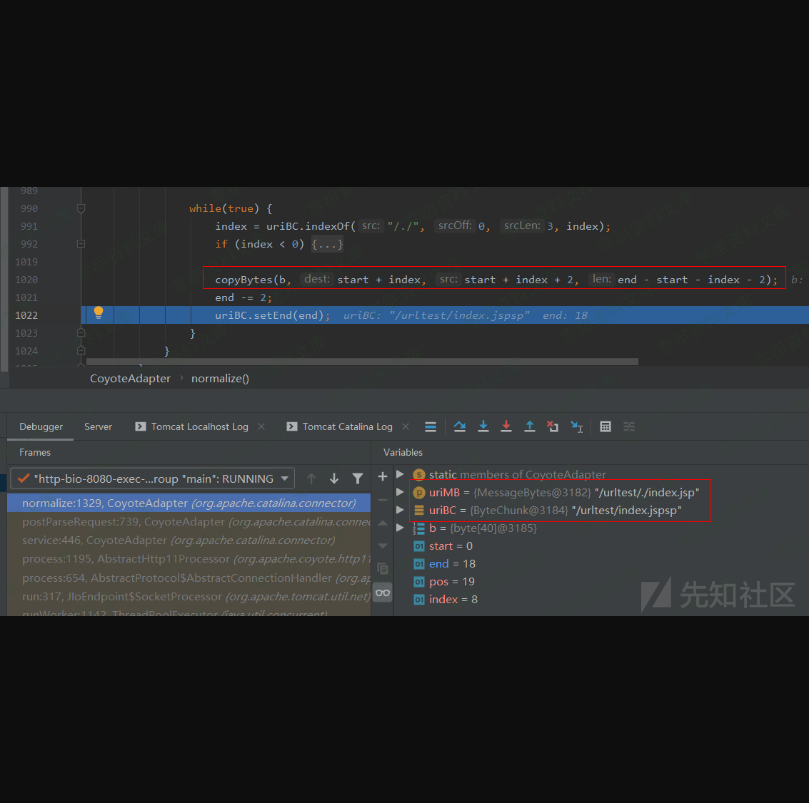 989
990 while(true) {
991 index = uriBC.indexOf( src: "/./", srcOff: 0, srcLen: 3, index);
992 if (index < 0) {...}
1019
1020 copyBytes(b, dest: start + index, src: start + index + 2, len: end - start - index - 2); b:
1021 end -= 2;
1022 uriBC.setEnd(end); uriBC: "/urltest/index.jspsp" end: 18
1023 }
1024 }
CoyoteAdapter › normalize()
Debugger Server Tomcat Localhost Log Tomcat Catalina Log
Frames
Variables
"http-bio-8080-exec-...roup "main": RUNNING
normalize:1329, CoyoteAdapter (org.apache.catalina.connector)
postParseRequest:739, CoyoteAdapter (org.apache.catalina.connec
service:446, CoyoteAdapter (org.apache.catalina.connector)
process:1195, AbstractHttp11Processor (org.apache.coyote.http11
process:654, AbstractProtocol$AbstractConnectionHandler (org.ap
run:317, JIoEndpoint$SocketProcessor (org.apache.tomcat.util.net)
runWorker:1142, ThreadPoolExecutor (java.util.concurrent)
static members of CoyoteAdapter
uriMB = {MessageBytes@3182} "/urltest/./index.jsp"
uriBC = {ByteChunk@3184} "/urltest/index.jspsp"
b = {byte[40]@3185}
start = 0
end = 18
pos = 19
index = 8
先知社区